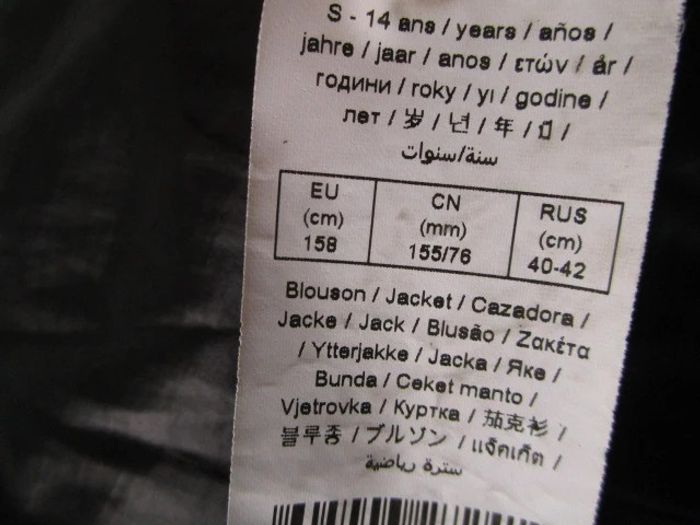 S - 14 ans / years / años /
jahre / jaar / anos / ετών / år /
години / roky / yı / godine /
лет / 岁 / 년 / 年 / ปี /
سنة/سنوات
EU CN RUS
(cm) (mm) (cm)
158 155/76 40-42
Blouson / Jacket / Cazadora /
Jacke / Jack / Blusão / Ζακέτα
/ Ytterjakke / Jacka / Яке /
Bunda / Ceket manto /
Vjetrovka / Куртка / 茄克衫 /
블루종 / ブルゾン / แจ็คเก็ต /
سترة رياضية